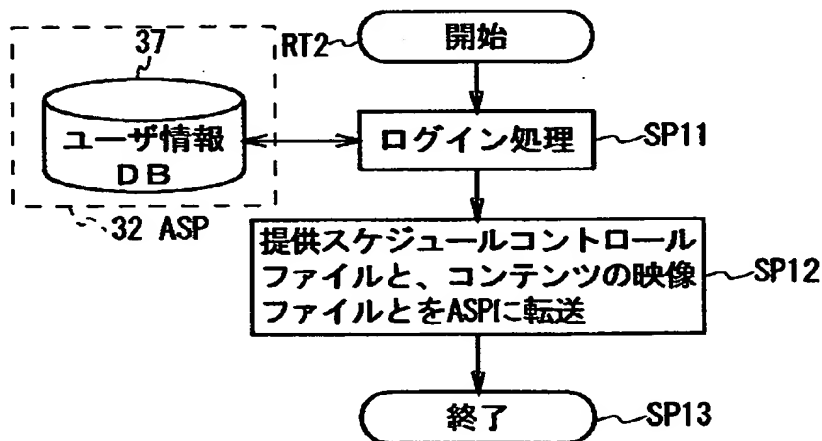 37
RT2
開始
ユーザ情報
DB
ログイン処理
SP11
32 ASP
提供スケジュールコントロール
ファイルと、コンテンツの映像
ファイルとをASPに転送
SP12
終了
SP13